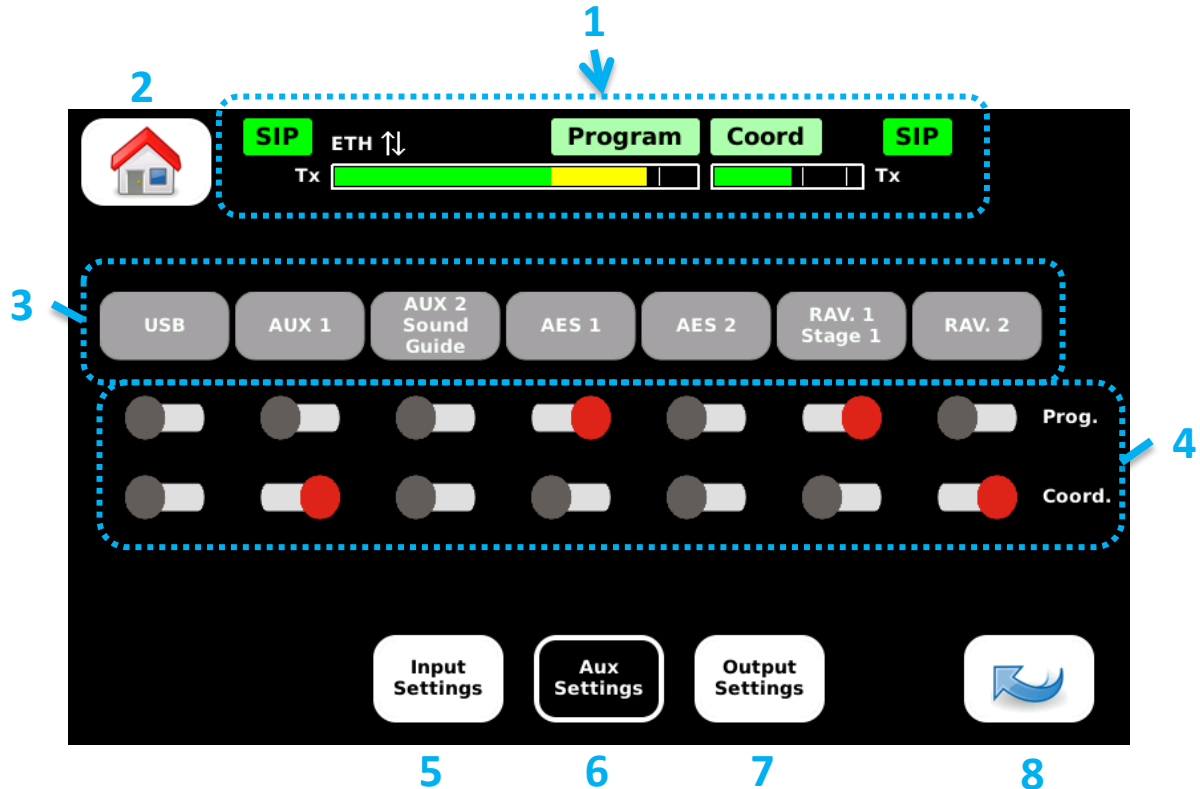 1
2
SIP
ETH
Program
Coord
SIP
Tx
Tx
3
USB
AUX 1
AUX 2
Sound
Guide
AES 1
AES 2
RAV. 1
Stage 1
RAV. 2
Prog.
4
Coord.
Input
Settings
Aux
Settings
Output
Settings
5
6
7
8